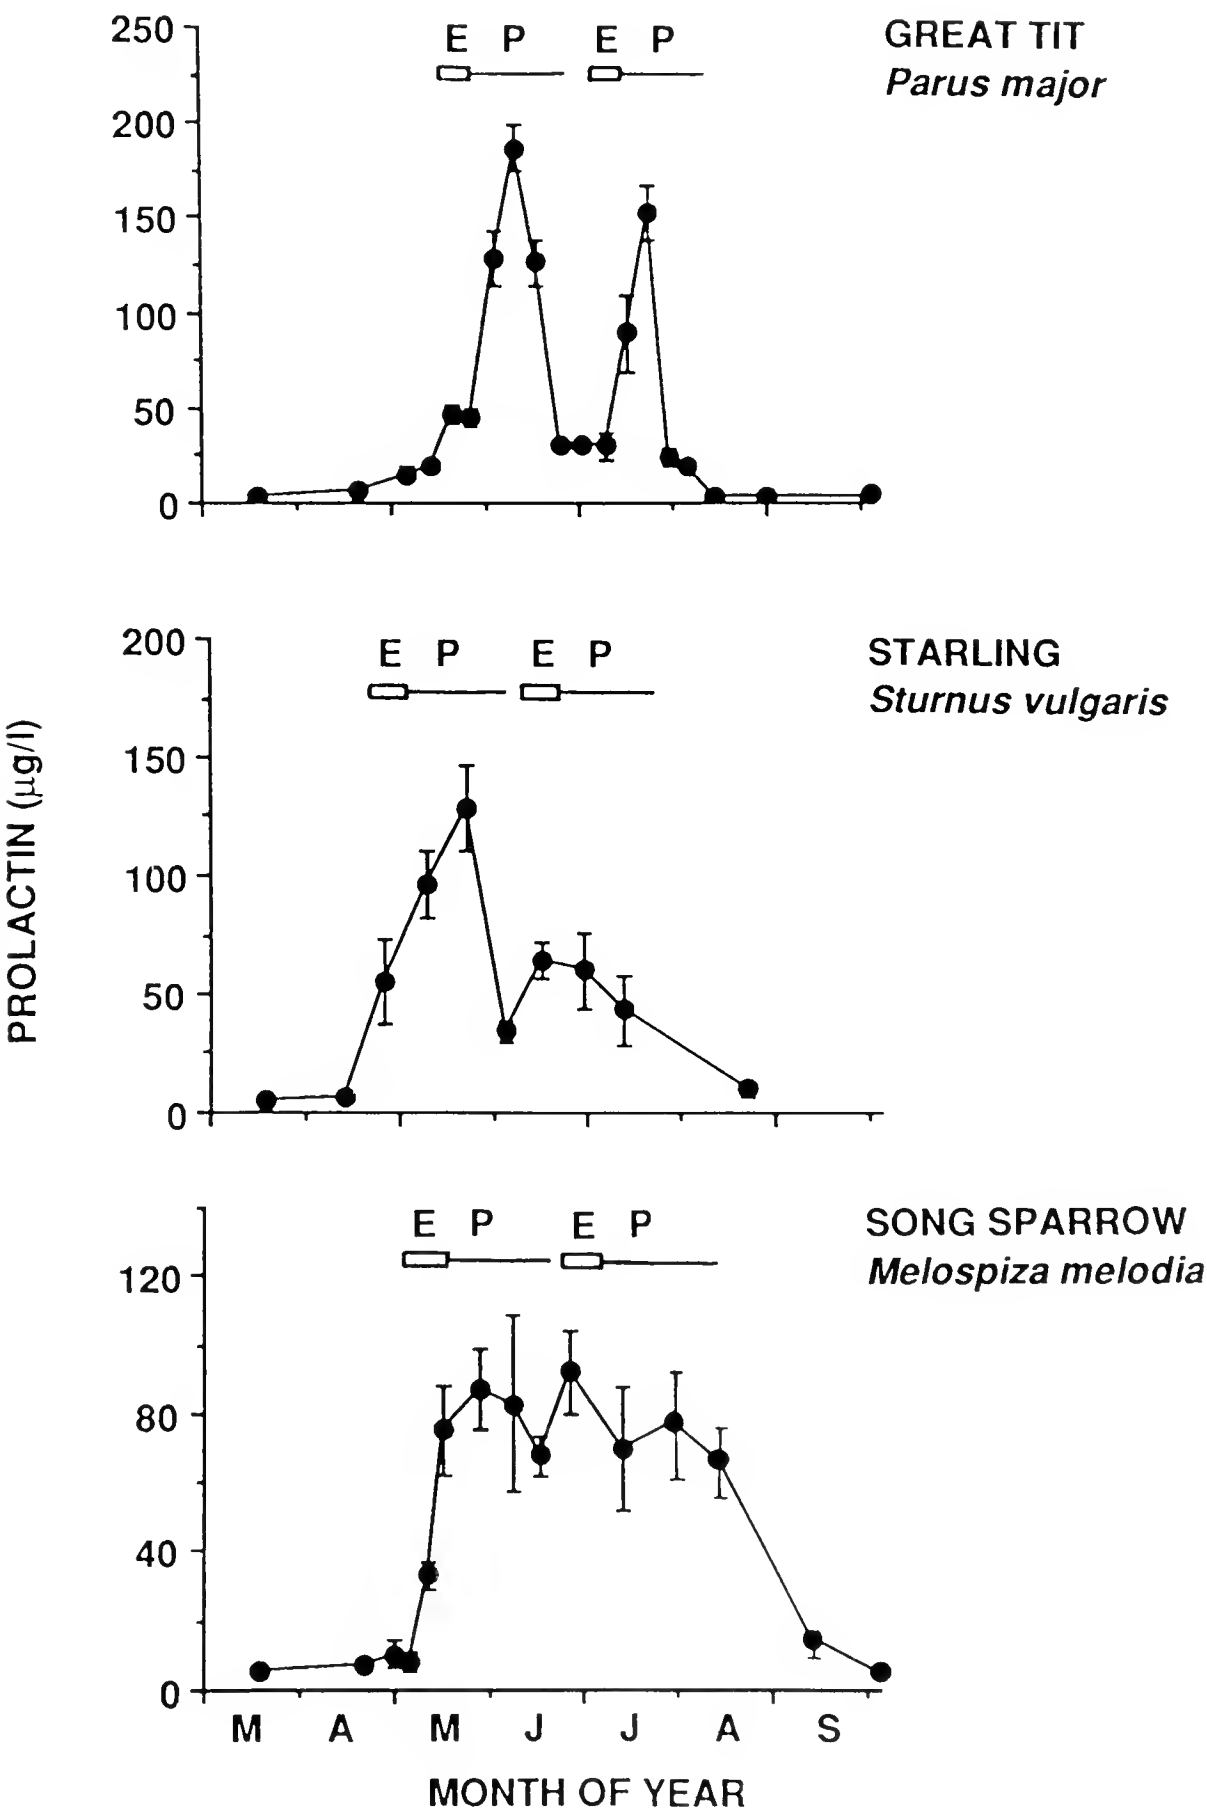 250
200
150
100
50
0
E P E P
GREAT TIT
Parus major
200
150
100
50
0
E P E P
STARLING
Sturnus vulgaris
PROLACTIN (µg/l)
120
80
40
0
E P E P
SONG SPARROW
Melospiza melodia
M A M J J A S
MONTH OF YEAR